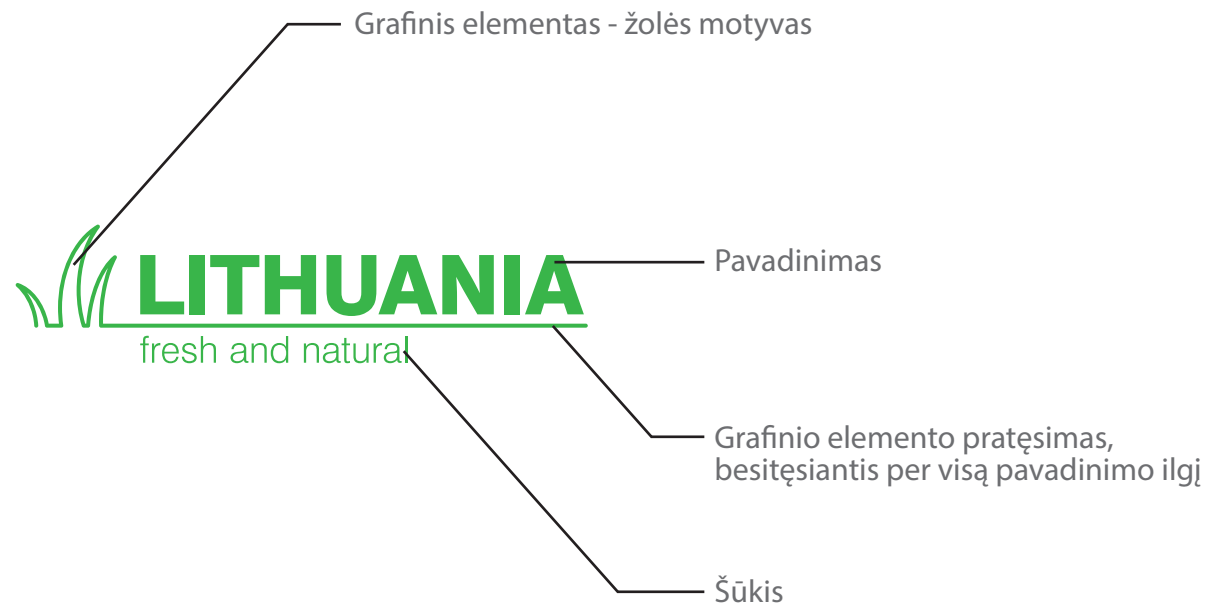 Grafinis elementas - žolės motyvas
LITHUANIA
Pavadinimas
fresh and natural
Grafinio elemento pratęsimas,
besitęsiantis per visą pavadinimo ilgį
Šūkis